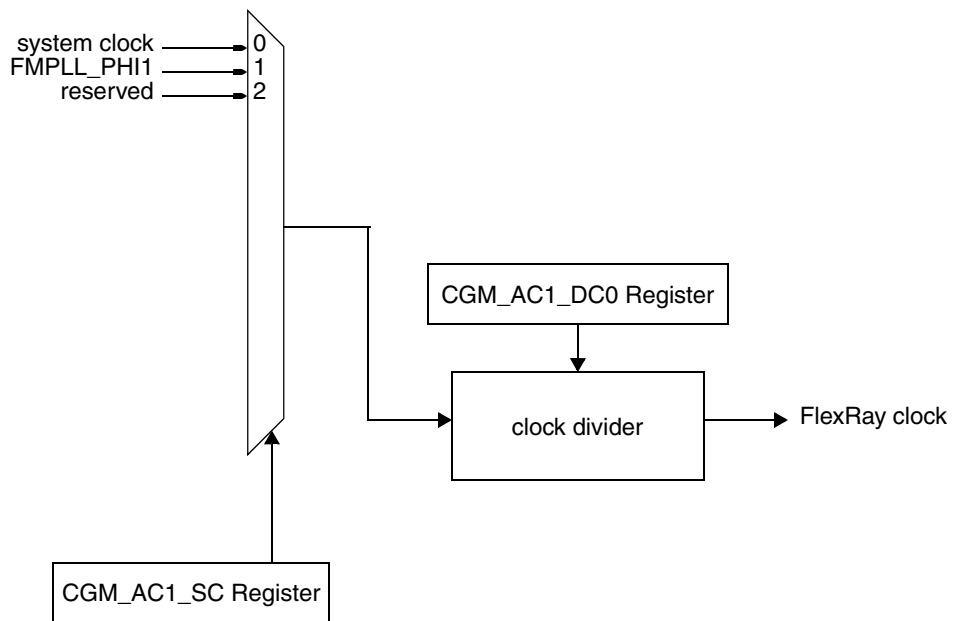 system clock 0
FMPLL_PHI1 1
reserved 2
CGM_AC1_DC0 Register
clock divider
FlexRay clock
CGM_AC1_SC Register